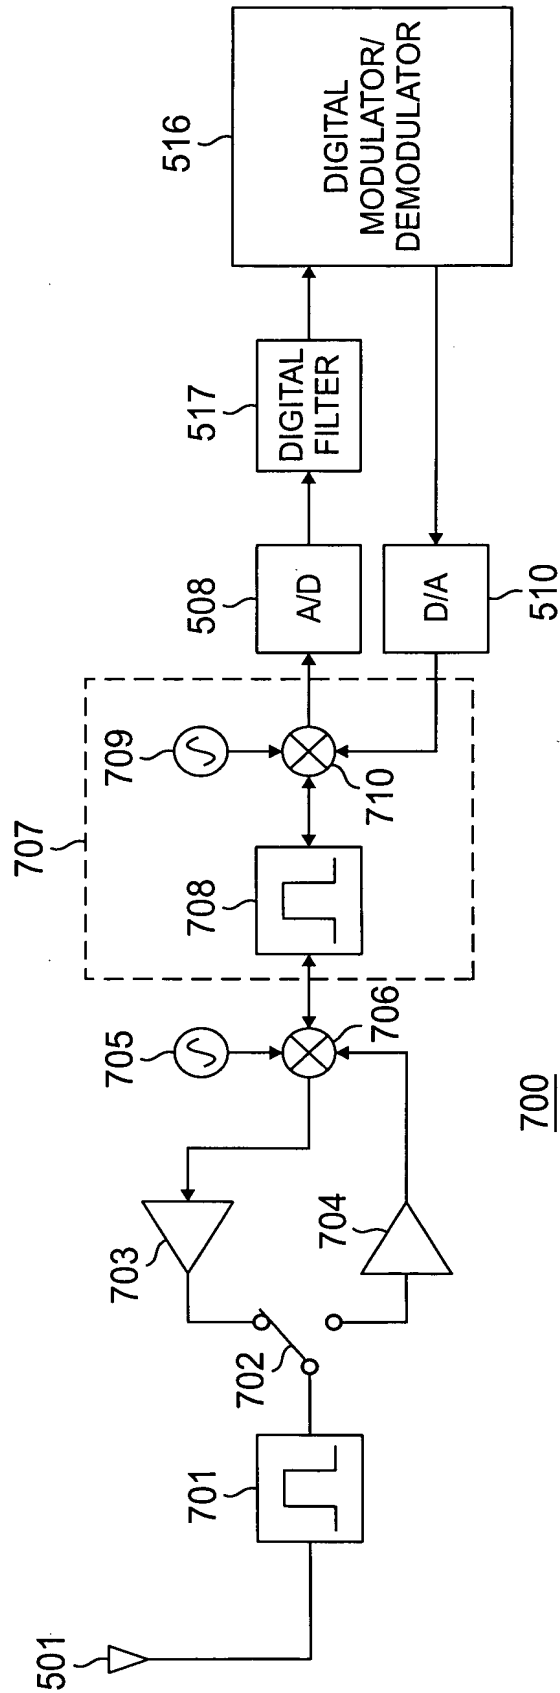 501
701
702
703
704
705
706
707
708
709
710
508
A/D
517
DIGITAL
FILTER
516
DIGITAL
MODULATOR/
DEMODULATOR
D/A
510
700